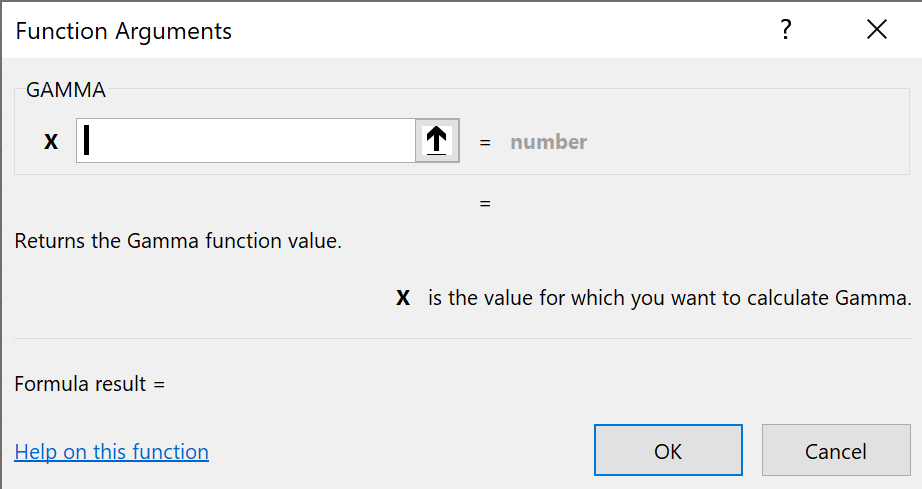 Function Arguments ?
GAMMA
X = number
=
Returns the Gamma function value.
X is the value for which you want to calculate Gamma.
Formula result =
Help on this function OK Cancel